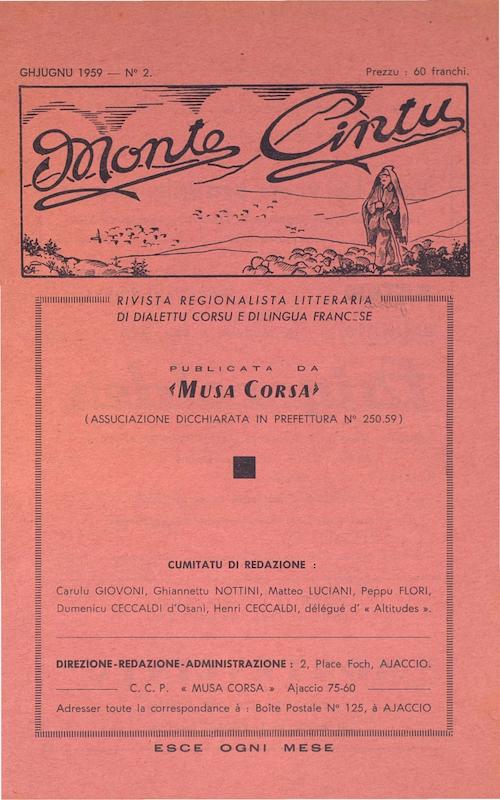 GHJUGNU 1959 — Nº 2.
Prezzu : 60 franchi.
Monte Cintu
RIVISTA REGIONALISTA LITTERARIA
DI DIALETTU CORSU E DI LINGUA FRANCESE
PUBLICATA DA
«MUSA CORSA»
(ASSUCIAZIONE DICCHIARATA IN PREFETTURA Nº 250.59)
CUMITATU DI REDAZIONE :
Carulu GIOVONI, Ghiannettu NOTTINI, Matteo LUCIANI, Peppu FLORI,
Dumenicu CECCALDI d'Osani, Henri CECCALDI, délégué d' « Altitudes ».
DIREZIONE-REDAZIONE-ADMINISTRAZIONE : 2, Place Foch, AJACCIO.
C. C. P. « MUSA CORSA » Ajaccio 75-60
Adresser toute la correspondance à : Boîte Postale Nº 125, à AJACCIO
ESCE OGNI MESE